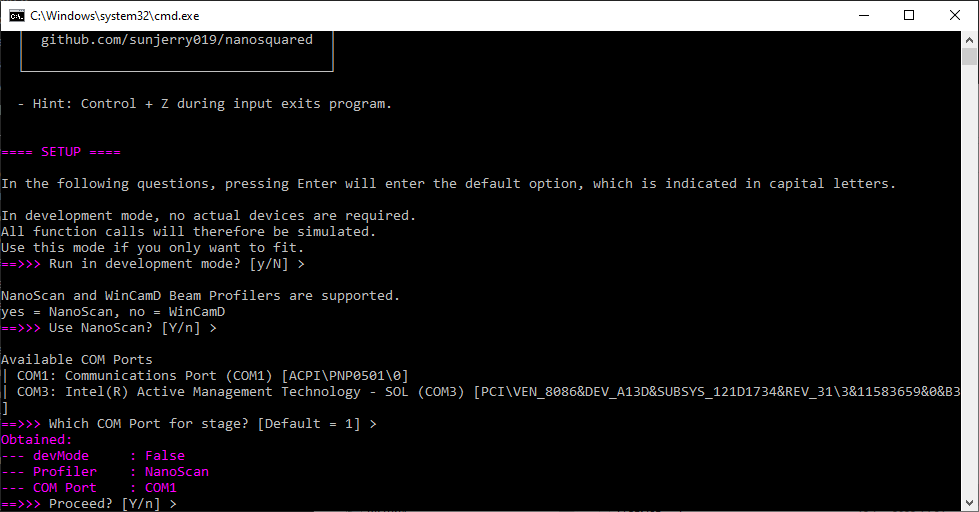 C:\Windows\system32\cmd.exe
github.com/sunjerry019/nanosquared
- Hint: Control + Z during input exits program.
==== SETUP ====
In the following questions, pressing Enter will enter the default option, which is indicated in capital letters.
In development mode, no actual devices are required.
All function calls will therefore be simulated.
Use this mode if you only want to fit.
==>>> Run in development mode? [y/N] >
NanoScan and WinCamD Beam Profilers are supported.
yes = NanoScan, no = WinCamD
==>>> Use NanoScan? [Y/n] >
Available COM Ports
| COM1: Communications Port (COM1) [ACPI\PNP0501\0]
| COM3: Intel(R) Active Management Technology - SOL (COM3) [PCI\VEN_8086&DEV_A13D&SUBSYS_121D1734&REV_31\3&11583659&0&B3
]
==>>> Which COM Port for stage? [Default = 1] >
Obtained:
--- devMode     : False
--- Profiler    : NanoScan
--- COM Port    : COM1
==>>> Proceed? [Y/n] >